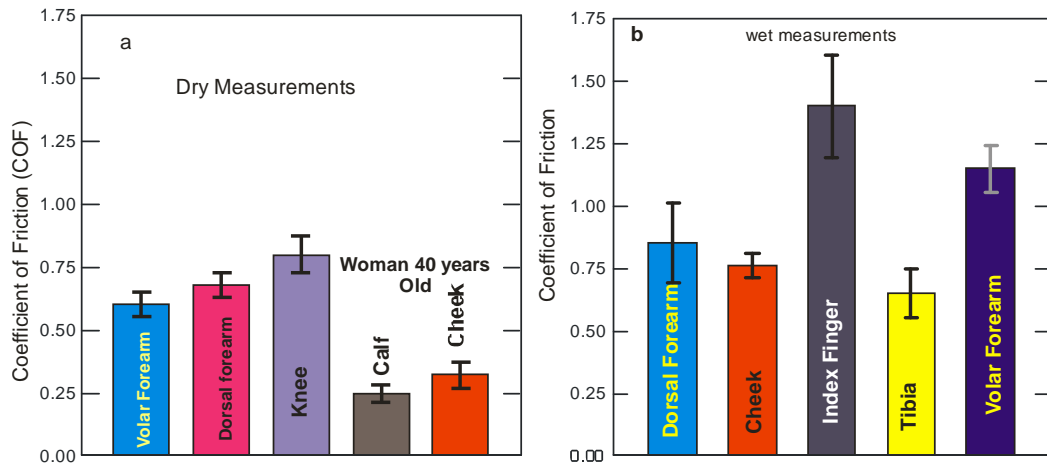 a
Dry Measurements
Coefficient of Friction (COF)
1.75
1.50
1.25
1.00
0.75
0.50
0.25
0.00
Volar Forearm
Dorsal forearm
Knee
Woman 40 years
Old
Calf
Cheek
b
wet measurements
Coefficient of Friction
1.75
1.50
1.25
1.00
0.75
0.50
0.25
0.00
Dorsal Forearm
Cheek
Index Finger
Tibia
Volar Forearm